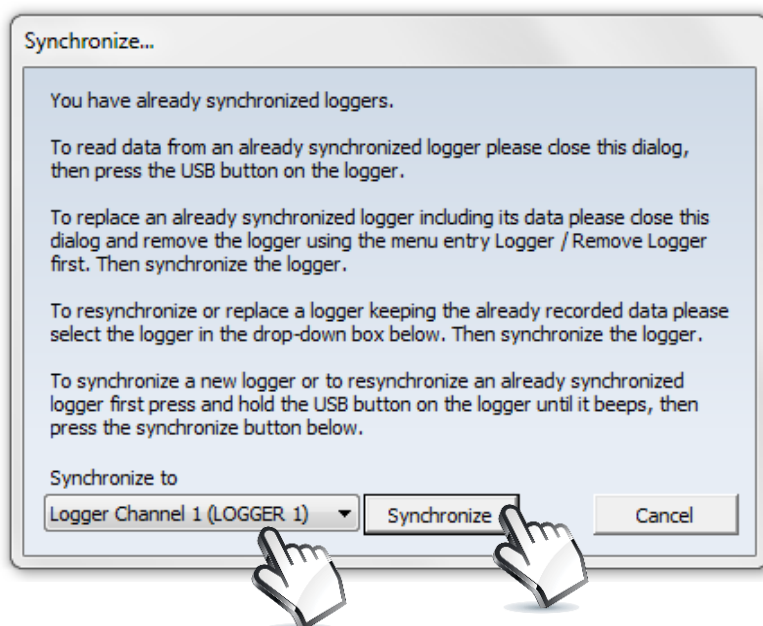 Synchronize...
You have already synchronized loggers.
To read data from an already synchronized logger please close this dialog,
then press the USB button on the logger.
To replace an already synchronized logger including its data please close this
dialog and remove the logger using the menu entry Logger / Remove Logger
first. Then synchronize the logger.
To resynchronize or replace a logger keeping the already recorded data please
select the logger in the drop-down box below. Then synchronize the logger.
To synchronize a new logger or to resynchronize an already synchronized
logger first press and hold the USB button on the logger until it beeps, then
press the synchronize button below.
Synchronize to
Logger Channel 1 (LOGGER 1) Synchronize Cancel